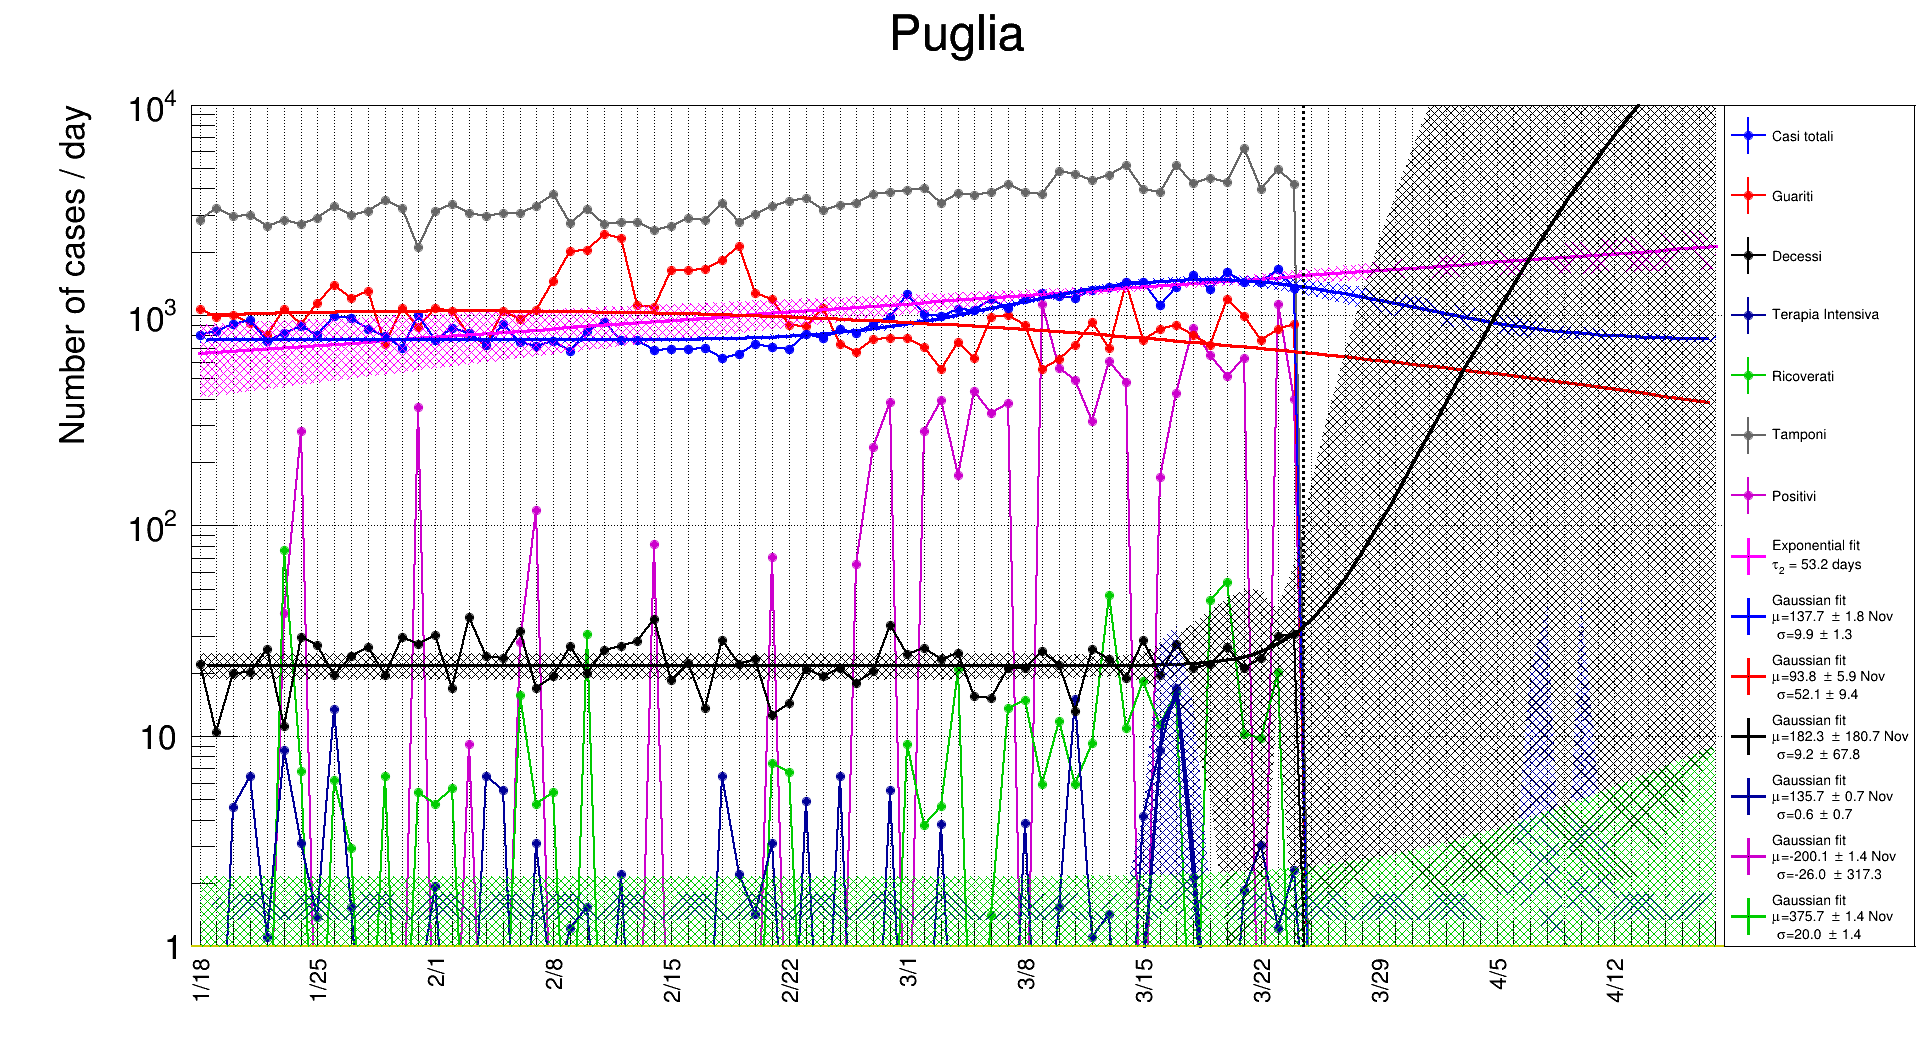 Puglia
Number of cases / day
10⁴
10³
10²
10
1
1/18
1/25
2/1
2/8
2/15
2/22
3/1
3/8
3/15
3/22
3/29
4/5
4/12
Casi totali
Guariti
Decessi
Terapia Intensiva
Ricoverati
Tamponi
Positivi
Exponential fit
τ₂ = 53.2 days
Gaussian fit
μ=137.7 ± 1.8 Nov
σ=9.9 ± 1.3
Gaussian fit
μ=93.8 ± 5.9 Nov
σ=52.1 ± 9.4
Gaussian fit
μ=182.3 ± 180.7 Nov
σ=9.2 ± 67.8
Gaussian fit
μ=135.7 ± 0.7 Nov
σ=0.6 ± 0.7
Gaussian fit
μ=-200.1 ± 1.4 Nov
σ=-26.0 ± 317.3
Gaussian fit
μ=375.7 ± 1.4 Nov
σ=20.0 ± 1.4